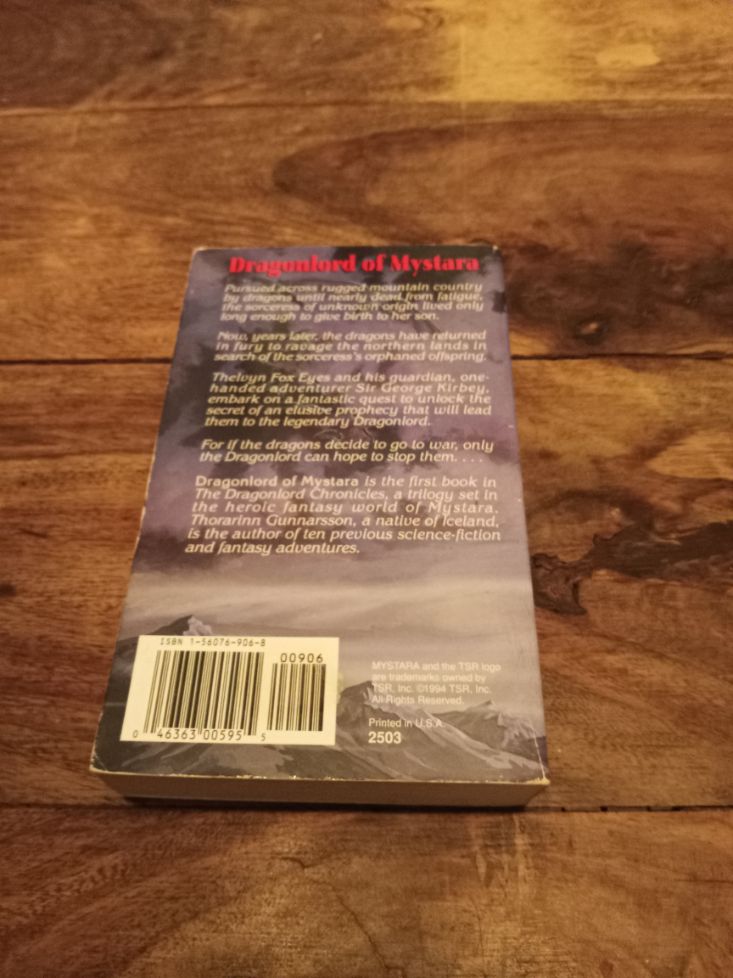 Dragonlord of Mystara
Pursued across rugged mountain country
by dragons until nearly dead from fatigue,
the sorceress of unknown origin lived only
long enough to give birth to her son.
Now, years later, the dragons have returned
in fury to ravage the northern lands in
search of the sorceress's orphaned offspring.
Thelvyn Fox Eyes and his guardian, one-
handed adventurer Sir George Kirbey,
embark on a fantastic quest to unlock the
secret of an elusive prophecy that will lead
them to the legendary Dragonlord.
For if the dragons decide to go to war, only
the Dragonlord can hope to stop them. . . .
Dragonlord of Mystara is the first book in
The Dragonlord Chronicles, a trilogy set in
the heroic fantasy world of Mystara.
Thorarinn Gunnarsson, a native of Iceland,
is the author of ten previous science-fiction
and fantasy adventures.
ISBN 1-56076-906-8
00906
0 46363 00595 5
MYSTARA and the TSR logo
are trademarks owned by
TSR, Inc. ©1994 TSR, Inc.
All Rights Reserved.
Printed in U.S.A.
2503